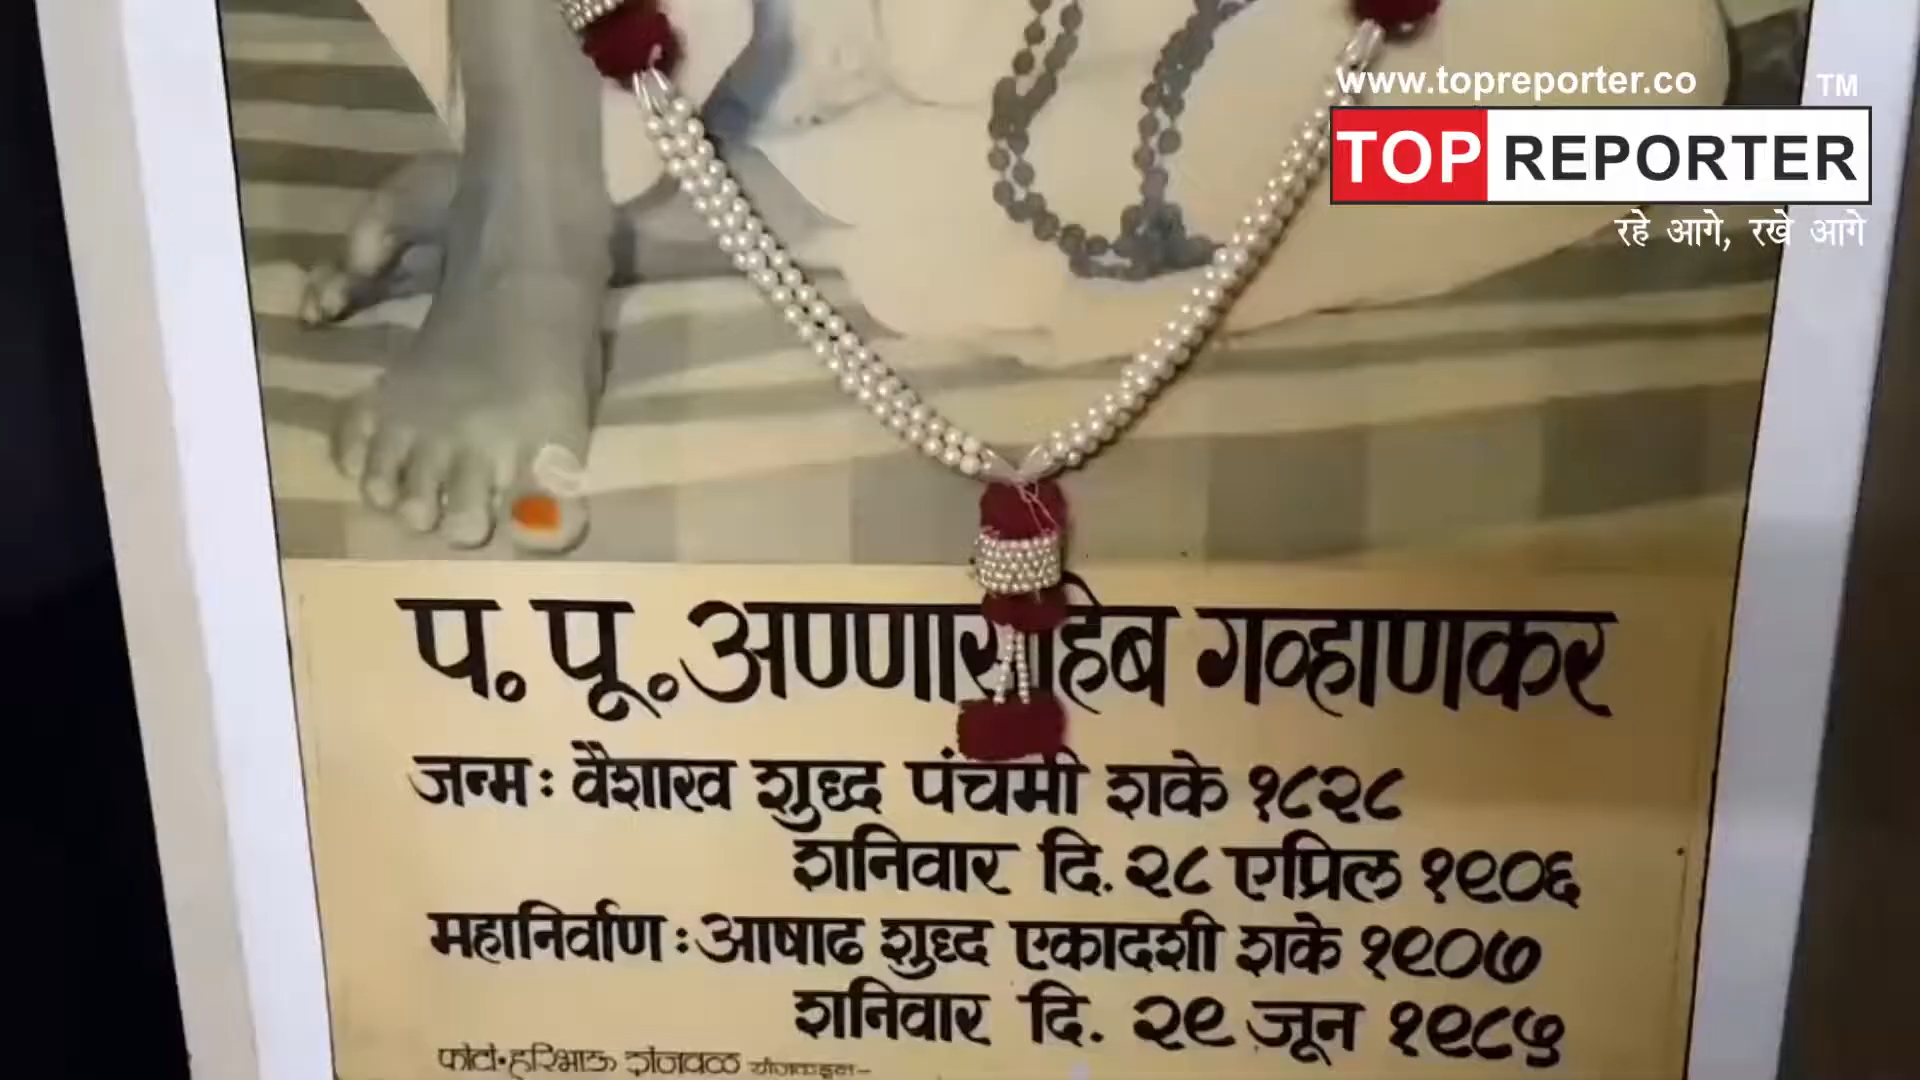 www.topreporter.co
TM
TOP REPORTER
रहे आगे, रखे आगे
प. पू. अण्णासाहेब गव्हाणकर
जन्म: वैशाख शुध्द पंचमी शके १८२८
शनिवार दि. २८ एप्रिल १९०६
महानिर्वाण: आषाढ शुध्द एकादशी शके १९०७
शनिवार दि. २९ जून १९८५
फोटो. हरिभाऊ